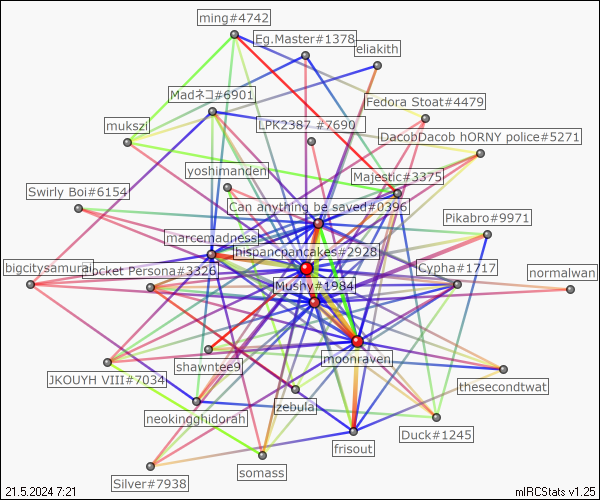 ming#4742
Eg.Master#1378
eliakith
Madネコ#6901
Fedora Stoat#4479
LPK2387 #7690
mukszi
DacobDacob hORNY police#5271
yoshimanden
Majestic#3375
Swirly Boi#6154
Can anything be saved#0396
Pikabro#9971
marcemadness
hispancpancakes#2928
bigcitysamurai
ocket Persona#3326
Cypha#1717
normalwan
Mushy#1984
moonraven
shawntee9
JKOUYH VIII#7034
thesecondtwat
zebula
neokingghidorah
Duck#1245
frisout
somass
Silver#7938
21.5.2024 7:21
mIRCStats v1.25